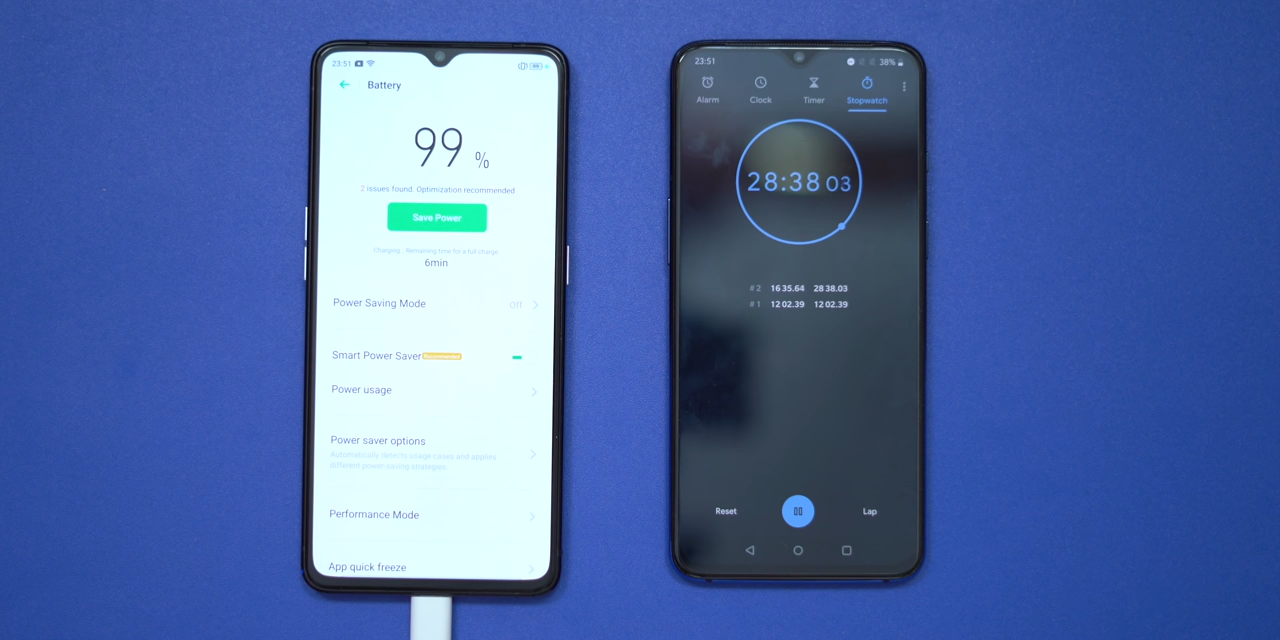 23:51
Battery
99 %
2 issues found. Optimization recommended
Save Power
Charging · Remaining time for a full charge
6min
Power Saving Mode Off
Smart Power Saver Recommended
Power usage
Power saver options
Automatically detects usage cases and applies
different power-saving strategies.
Performance Mode
App quick freeze
23:51 38%
Alarm Clock Timer Stopwatch
28:38 03
#2 16 35.64 28 38.03
#1 12 02.39 12 02.39
Reset Lap